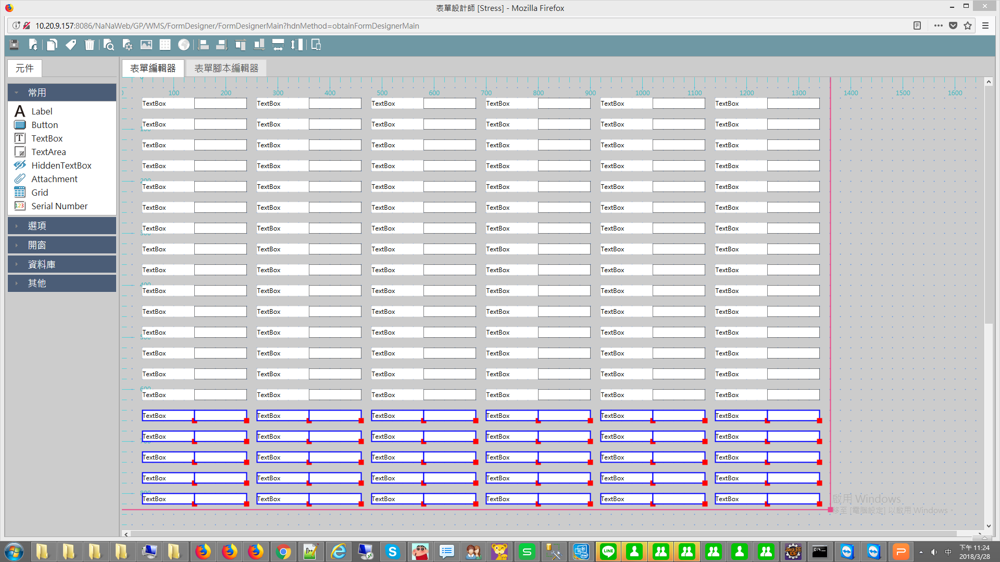 表單設計師 [Stress] - Mozilla Firefox
10.20.9.157:8086/NaNaWeb/GP/WMS/FormDesigner/FormDesignerMain?hdnMethod=obtainFormDesignerMain
元件
表單編輯器 表單腳本編輯器
常用
Label
Button
TextBox
TextArea
HiddenTextBox
Attachment
Grid
Serial Number
選項
開窗
資料庫
其他
0
0 100 200 300 400 500 600 700 800 900 1000 1100 1200 1300 1400 1500 1600
TextBox TextBox TextBox TextBox TextBox TextBox
100
TextBox TextBox TextBox TextBox TextBox TextBox
TextBox TextBox TextBox TextBox TextBox TextBox
TextBox TextBox TextBox TextBox TextBox TextBox
200
TextBox TextBox TextBox TextBox TextBox TextBox
TextBox TextBox TextBox TextBox TextBox TextBox
300
TextBox TextBox TextBox TextBox TextBox TextBox
TextBox TextBox TextBox TextBox TextBox TextBox
TextBox TextBox TextBox TextBox TextBox TextBox
400
TextBox TextBox TextBox TextBox TextBox TextBox
TextBox TextBox TextBox TextBox TextBox TextBox
500
TextBox TextBox TextBox TextBox TextBox TextBox
TextBox TextBox TextBox TextBox TextBox TextBox
TextBox TextBox TextBox TextBox TextBox TextBox
600
TextBox TextBox TextBox TextBox TextBox TextBox
TextBox TextBox TextBox TextBox TextBox TextBox
700
TextBox TextBox TextBox TextBox TextBox TextBox
TextBox TextBox TextBox TextBox TextBox TextBox
TextBox TextBox TextBox TextBox TextBox TextBox
800
TextBox TextBox TextBox TextBox TextBox TextBox
啟用 Windows
移至 [電腦設定] 以啟用 Windows。
中
下午 11:24
2018/3/28